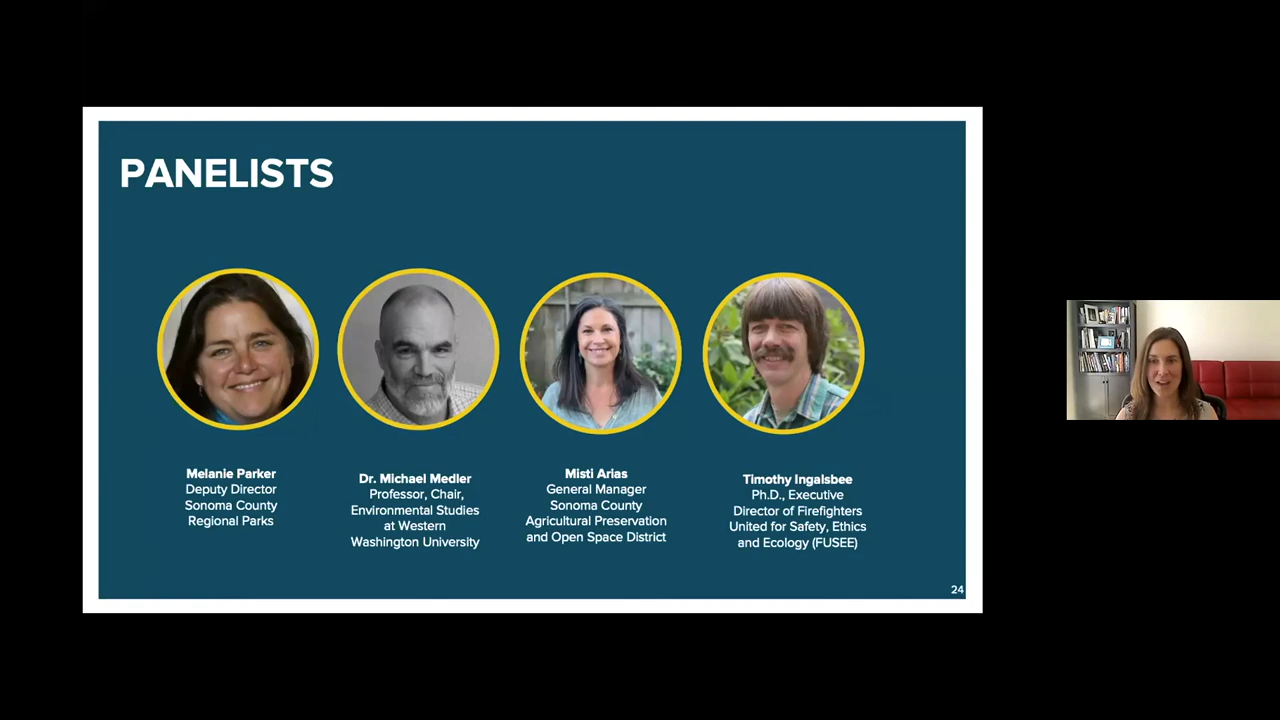 PANELISTS
Melanie Parker
Deputy Director
Sonoma County
Regional Parks
Dr. Michael Medler
Professor, Chair,
Environmental Studies
at Western
Washington University
Misti Arias
General Manager
Sonoma County
Agricultural Preservation
and Open Space District
Timothy Ingalsbee
Ph.D., Executive
Director of Firefighters
United for Safety, Ethics
and Ecology (FUSEE)
24